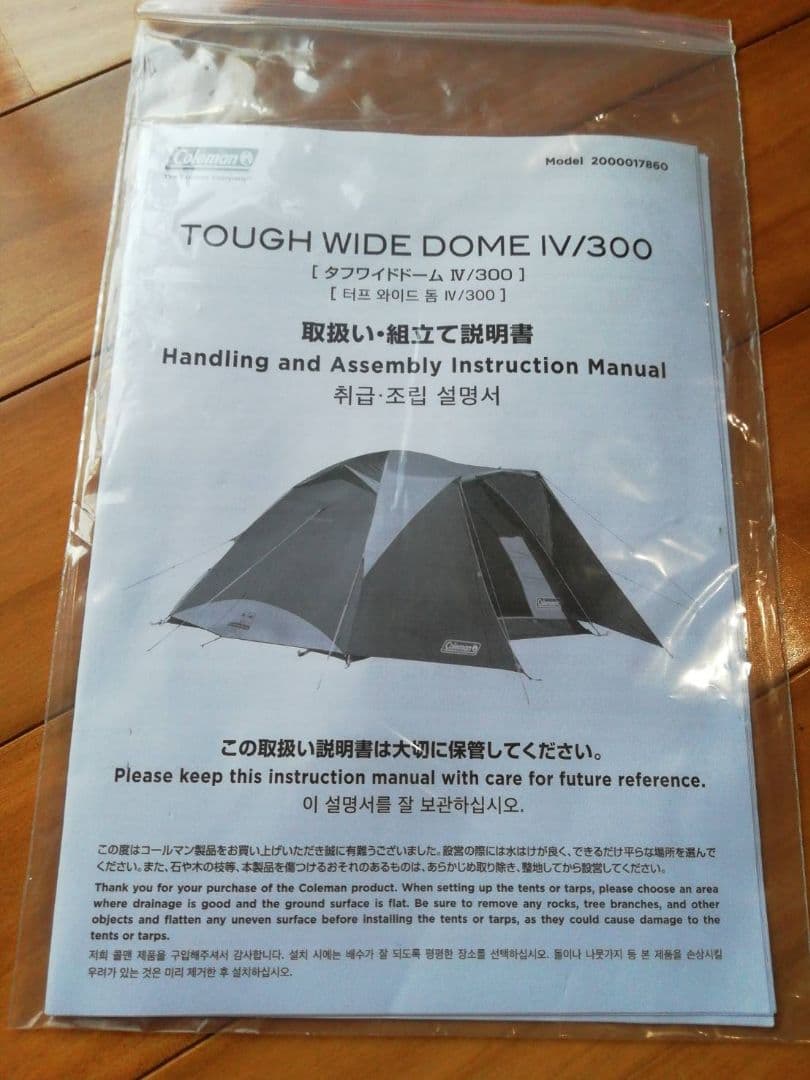 Coleman
The Outdoor Company™
Model 2000017860
TOUGH WIDE DOME IV/300
[ タフワイドドーム IV/300 ]
[ 터프 와이드 돔 IV/300 ]
取扱い・組立て説明書
Handling and Assembly Instruction Manual
취급·조립 설명서
Coleman
Coleman
この取扱い説明書は大切に保管してください。
Please keep this instruction manual with care for future reference.
이 설명서를 잘 보관하십시오.
この度はコールマン製品をお買い上げいただき誠に有難うございました。設営の際には水はけが良く、できるだけ平らな場所を選んで
ください。また、石や木の枝等、本製品を傷つけるおそれのあるものは、あらかじめ取り除き、整地してから設営してください。
Thank you for your purchase of the Coleman product. When setting up the tents or tarps, please choose an area
where drainage is good and the ground surface is flat. Be sure to remove any rocks, tree branches, and other
objects and flatten any uneven surface before installing the tents or tarps, as they could cause damage to the
tents or tarps.
저희 콜맨 제품을 구입해주셔서 감사합니다. 설치 시에는 배수가 잘 되도록 평평한 장소를 선택하십시오. 돌이나 나뭇가지 등 본 제품을 손상시킬
우려가 있는 것은 미리 제거한 후 설치하십시오.